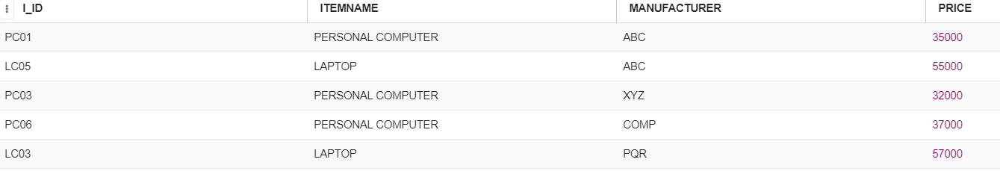 I_ID ITEMNAME MANUFACTURER PRICE
PC01 PERSONAL COMPUTER ABC 35000
LC05 LAPTOP ABC 55000
PC03 PERSONAL COMPUTER XYZ 32000
PC06 PERSONAL COMPUTER COMP 37000
LC03 LAPTOP PQR 57000